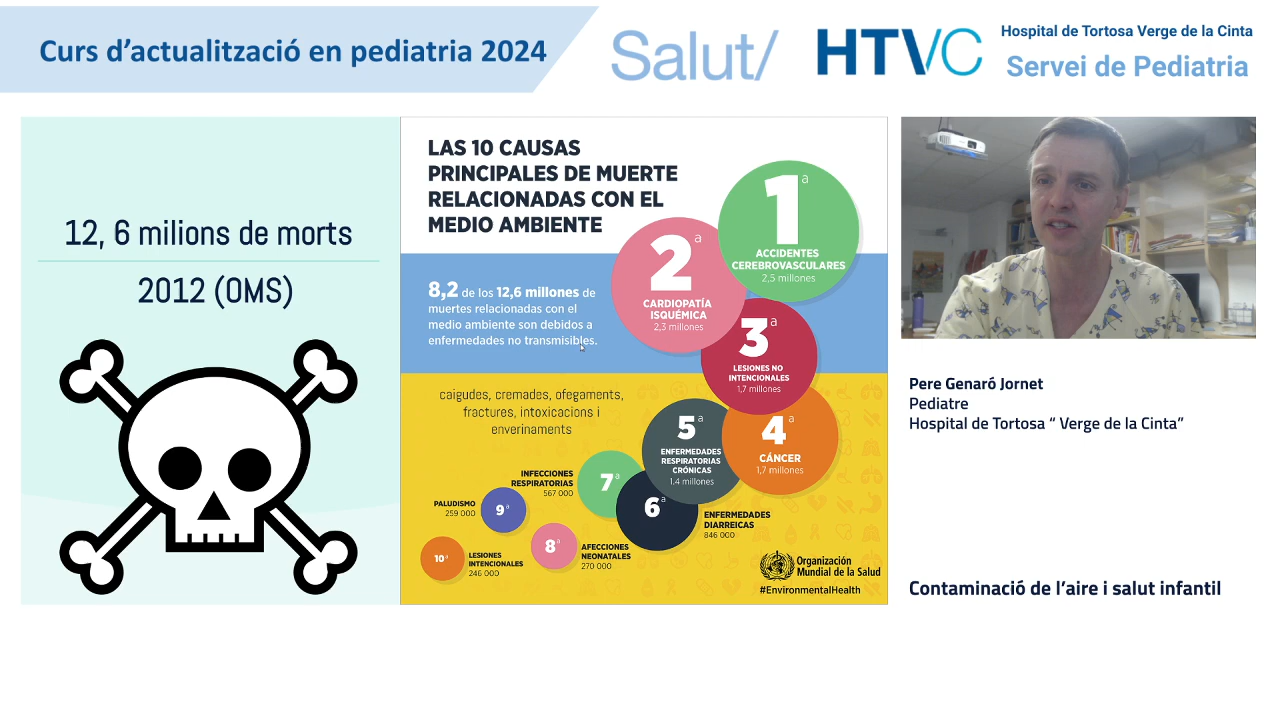 Curs d'actualització en pediatria 2024
Salut/
HTVC
Hospital de Tortosa Verge de la Cinta
Servei de Pediatria
12, 6 milions de morts
2012 (OMS)
LAS 10 CAUSAS
PRINCIPALES DE MUERTE
RELACIONADAS CON EL
MEDIO AMBIENTE
8,2 de los 12,6 millones de
muertes relacionadas con el
medio ambiente son debidos a
enfermedades no transmisibles.
1ª
ACCIDENTES
CEREBROVASCULARES
2,5 millones
2ª
CARDIOPATÍA
ISQUÉMICA
2,3 millones
3ª
LESIONES NO
INTENCIONALES
1,7 millones
caigudes, cremades, ofegaments,
fractures, intoxicacions i
enverinaments
4ª
CÁNCER
1,7 millones
5ª
ENFERMEDADES
RESPIRATORIAS
CRÓNICAS
1.4 millones
6ª
ENFERMEDADES
DIARREICAS
846 000
7ª
INFECCIONES
RESPIRATORIAS
567 000
8ª
AFECCIONES
NEONATALES
270 000
9ª
PALUDISMO
259 000
10ª
LESIONES
INTENCIONALES
246 000
Organización
Mundial de la Salud
#EnvironmentalHealth
Pere Genaró Jornet
Pediatre
Hospital de Tortosa “ Verge de la Cinta”
Contaminació de l'aire i salut infantil